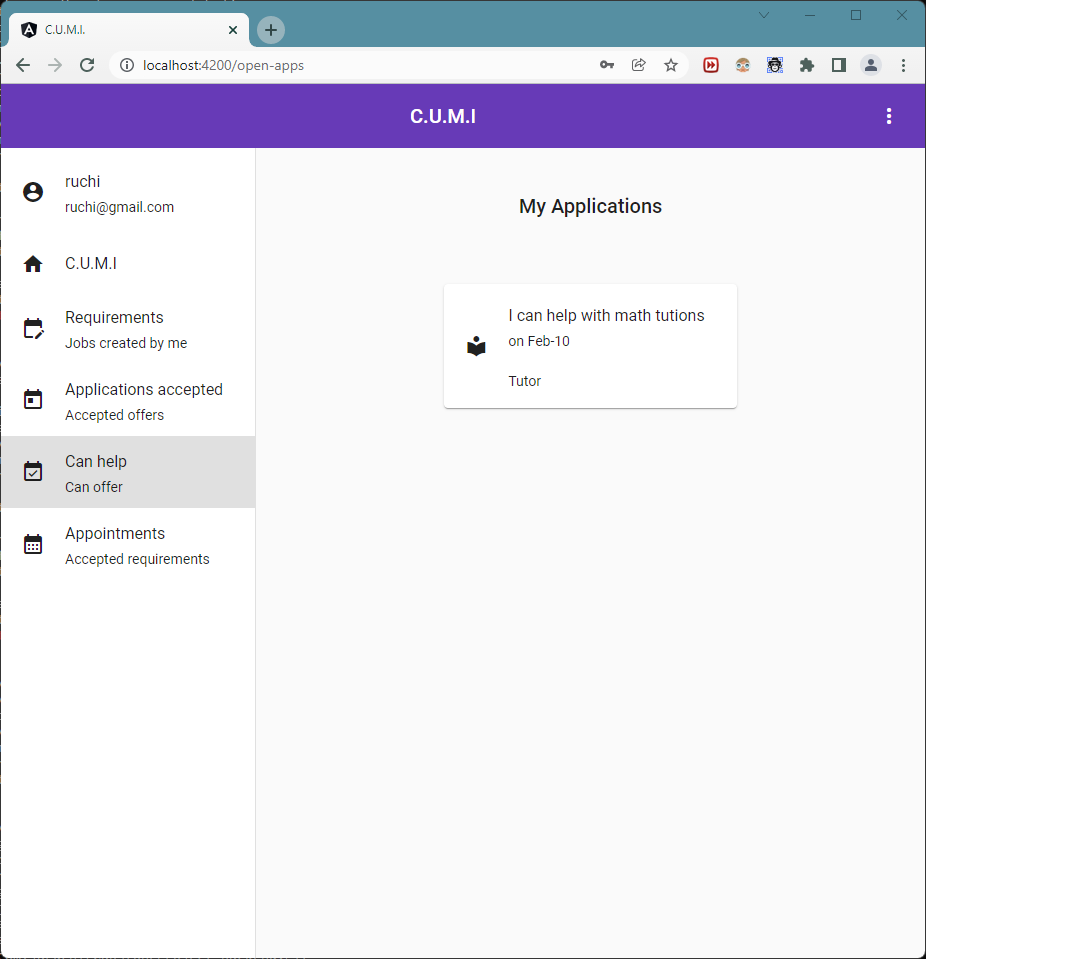 C.U.M.I.
localhost:4200/open-apps
C.U.M.I
ruchi
ruchi@gmail.com
C.U.M.I
Requirements
Jobs created by me
Applications accepted
Accepted offers
Can help
Can offer
Appointments
Accepted requirements
My Applications
I can help with math tutions
on Feb-10
Tutor